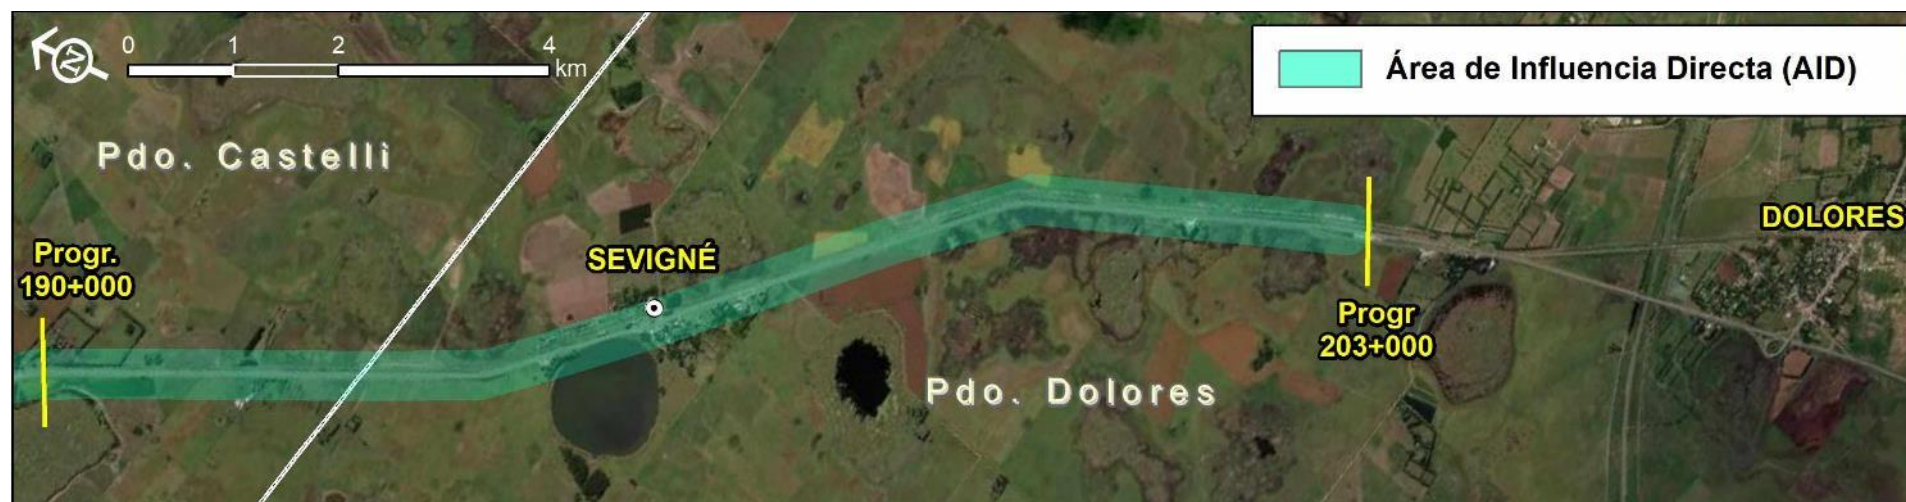 N
0 1 2 4
km
Área de Influencia Directa (AID)
Pdo. Castelli
DOLORES
SEVIGNÉ
Progr.
190+000
Progr
203+000
Pdo. Dolores